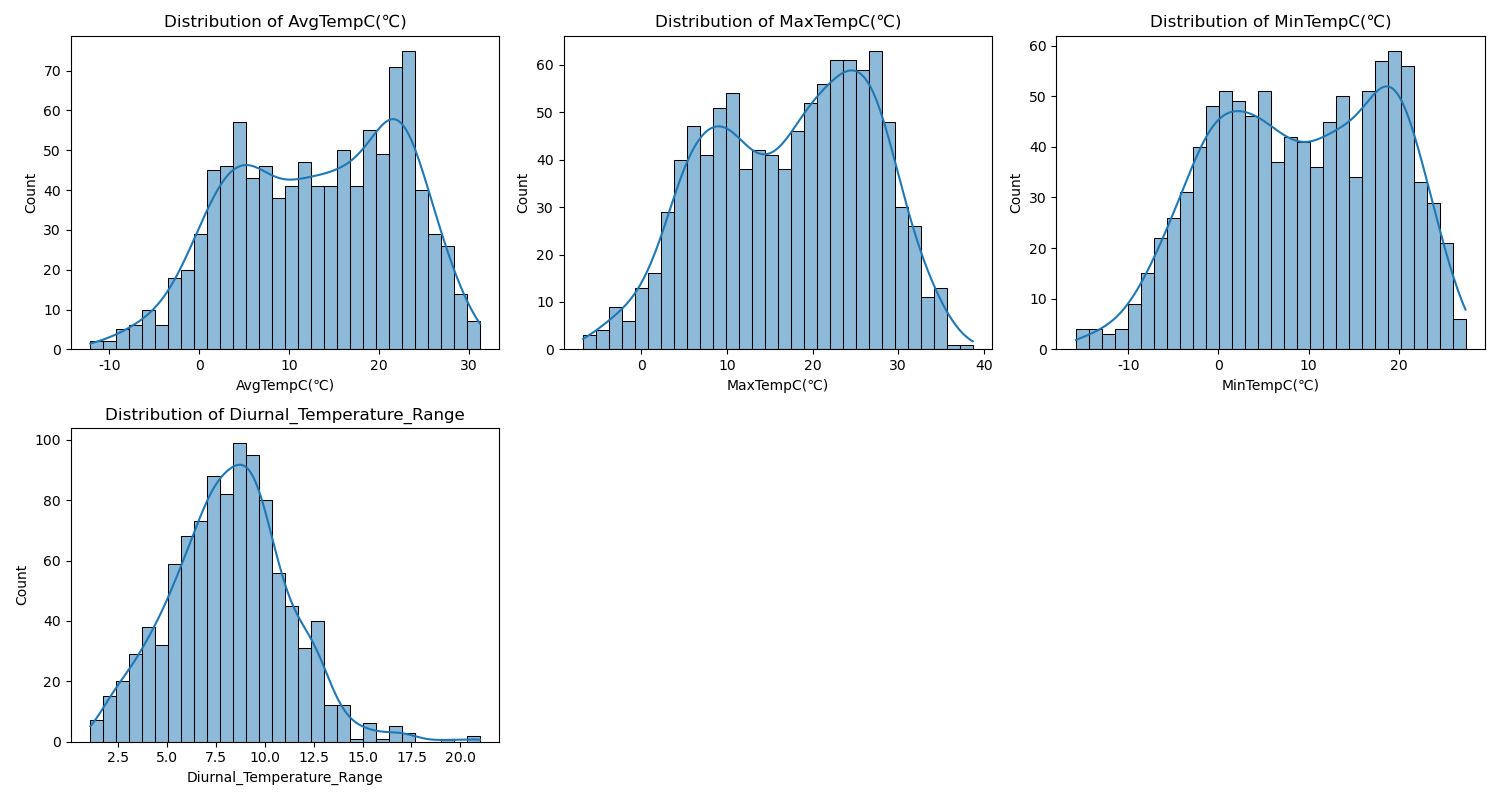 Distribution of AvgTempC(℃)
Count
70
60
50
40
30
20
10
0
-10 0 10 20 30
AvgTempC(℃)
Distribution of MaxTempC(℃)
Count
60
50
40
30
20
10
0
0 10 20 30 40
MaxTempC(℃)
Distribution of MinTempC(℃)
Count
60
50
40
30
20
10
0
-10 0 10 20
MinTempC(℃)
Distribution of Diurnal_Temperature_Range
Count
100
80
60
40
20
0
2.5 5.0 7.5 10.0 12.5 15.0 17.5 20.0
Diurnal_Temperature_Range